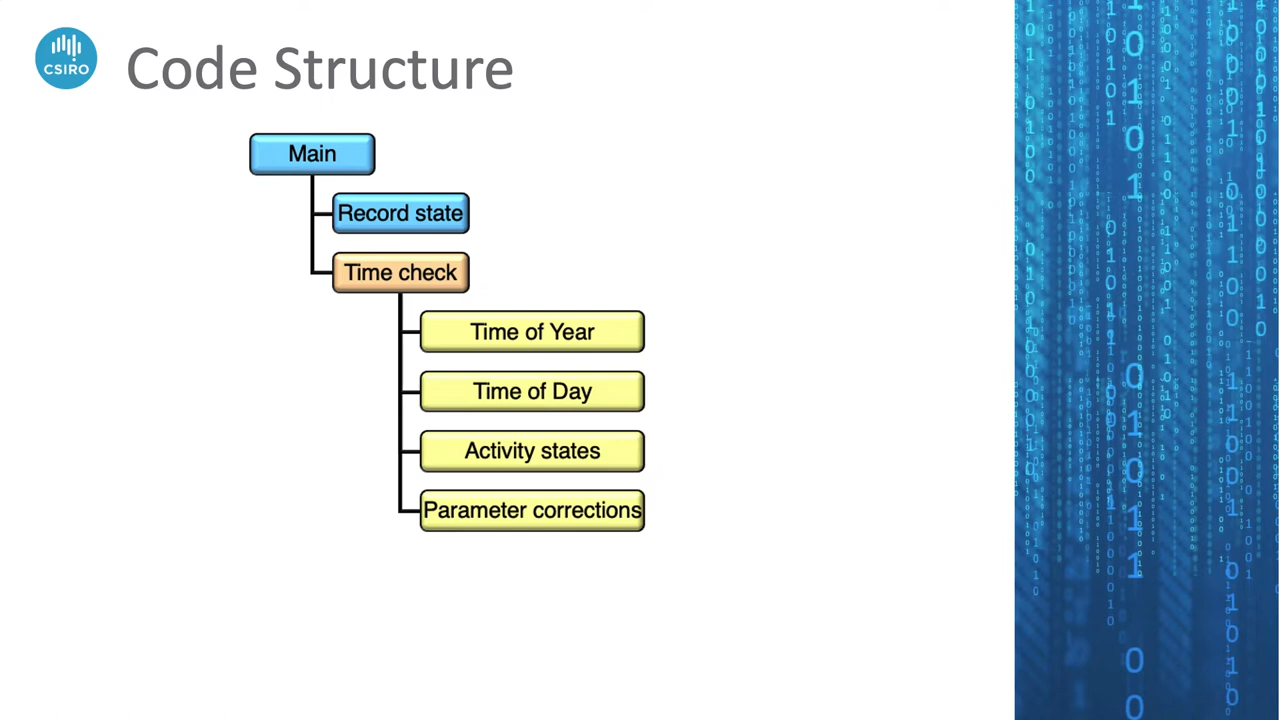 CSIRO
Code Structure
Main
Record state
Time check
Time of Year
Time of Day
Activity states
Parameter corrections